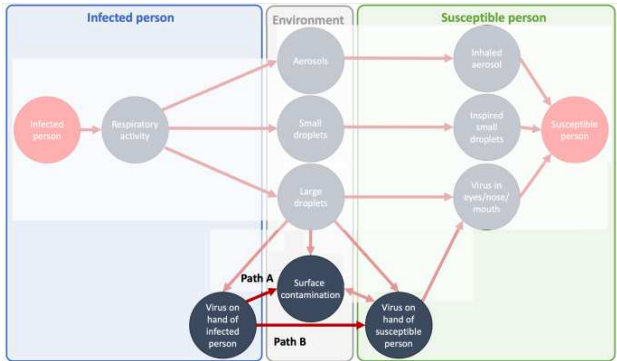 Infected person
Environment
Susceptible person
Aerosols
Inhaled
aerosol
Infected
person
Respiratory
activity
Small
droplets
Inspired
small
droplets
Susceptible
person
Large
droplets
Virus in
eyes/nose/
mouth
Path A
Surface
contamination
Virus on
hand of
infected
person
Virus on
hand of
susceptible
person
Path B